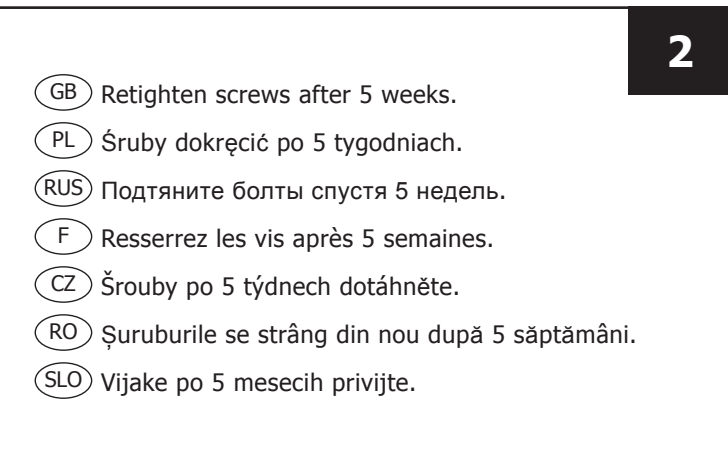 2
GB Retighten screws after 5 weeks.
PL Śruby dokręcić po 5 tygodniach.
RUS Подтяните болты спустя 5 недель.
F Resserrez les vis après 5 semaines.
CZ Šrouby po 5 týdnech dotáhněte.
RO Șuruburile se strâng din nou după 5 săptămâni.
SLO Vijake po 5 mesecih privijte.